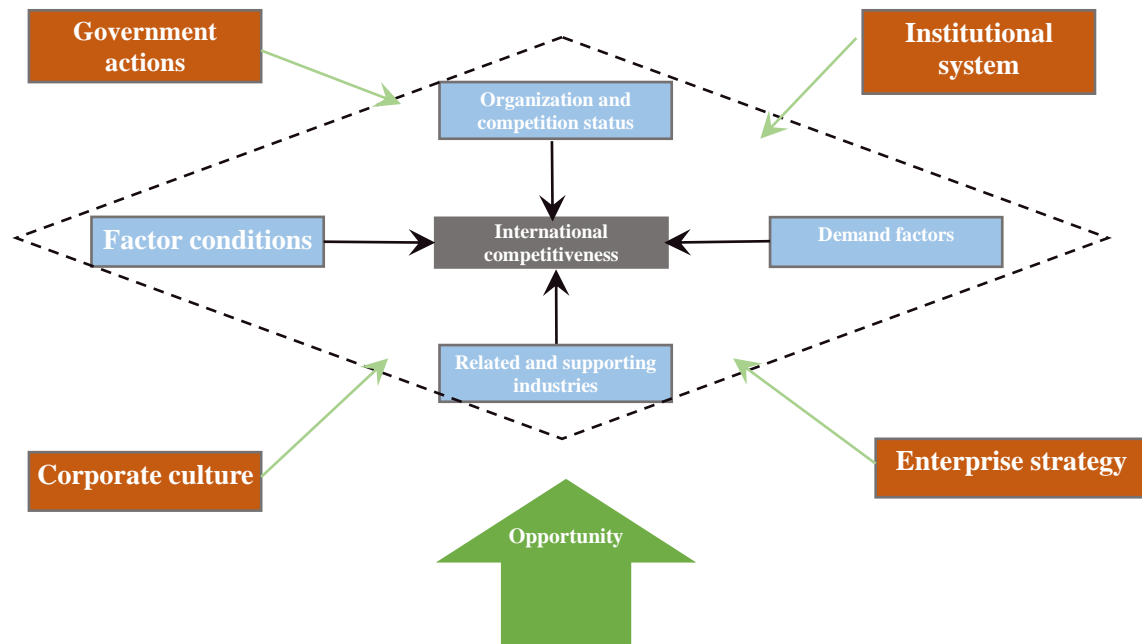 Government
actions
Institutional
system
Organization and
competition status
Factor conditions
International
competitiveness
Demand factors
Related and supporting
industries
Corporate culture
Enterprise strategy
Opportunity